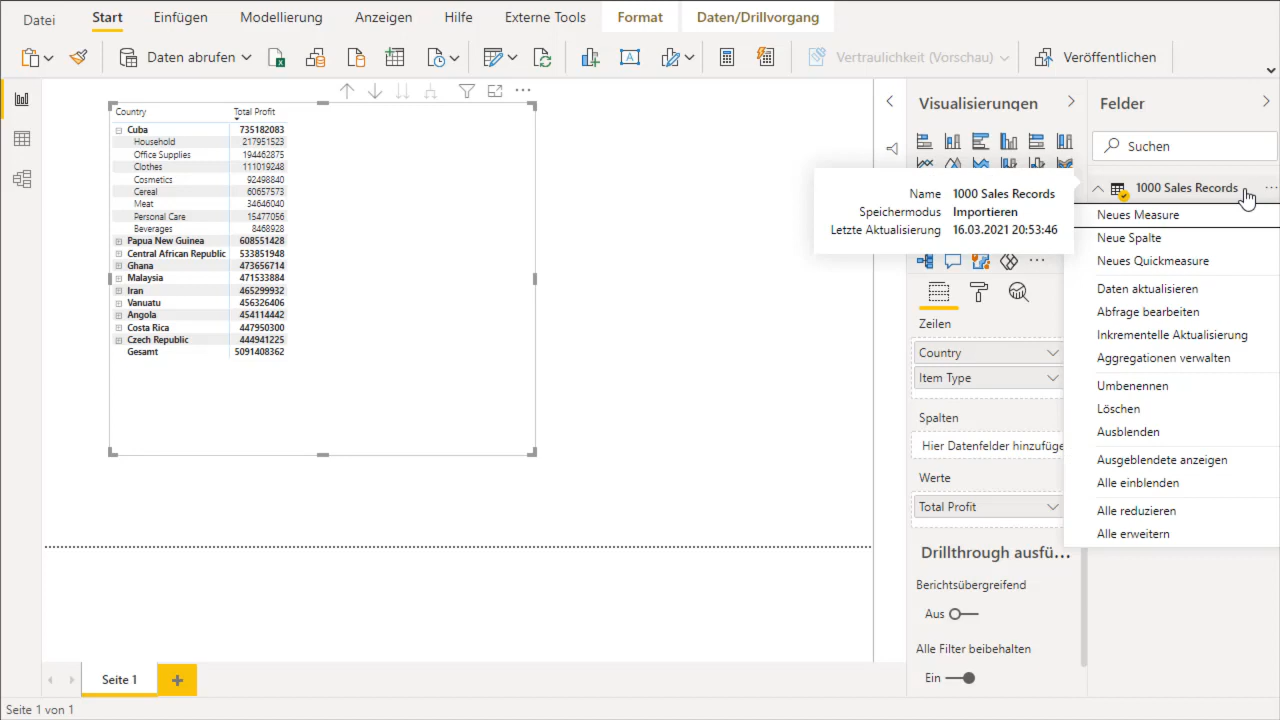 Datei Start Einfügen Modellierung Anzeigen Hilfe Externe Tools Format Daten/Drillvorgang
Daten abrufen Vertraulichkeit (Vorschau) Veröffentlichen
Country Total Profit
Cuba 735182083
Household 217951523
Office Supplies 194462875
Clothes 111019248
Cosmetics 92498840
Cereal 60657573
Meat 34646040
Personal Care 15477056
Beverages 8468928
Papua New Guinea 608551428
Central African Republic 533851948
Ghana 473656714
Malaysia 471533884
Iran 465299932
Vanuatu 456326406
Angola 454114442
Costa Rica 447950300
Czech Republic 444941225
Gesamt 5091408362
Visualisierungen
Name 1000 Sales Records
Speichermodus Importieren
Letzte Aktualisierung 16.03.2021 20:53:46
Zeilen
Country
Item Type
Spalten
Hier Datenfelder hinzufüge
Werte
Total Profit
Drillthrough ausfü...
Berichtsübergreifend
Aus
Alle Filter beibehalten
Ein
Felder
Suchen
1000 Sales Records
Neues Measure
Neue Spalte
Neues Quickmeasure
Daten aktualisieren
Abfrage bearbeiten
Inkrementelle Aktualisierung
Aggregationen verwalten
Umbenennen
Löschen
Ausblenden
Ausgeblendete anzeigen
Alle einblenden
Alle reduzieren
Alle erweitern
Seite 1
Seite 1 von 1